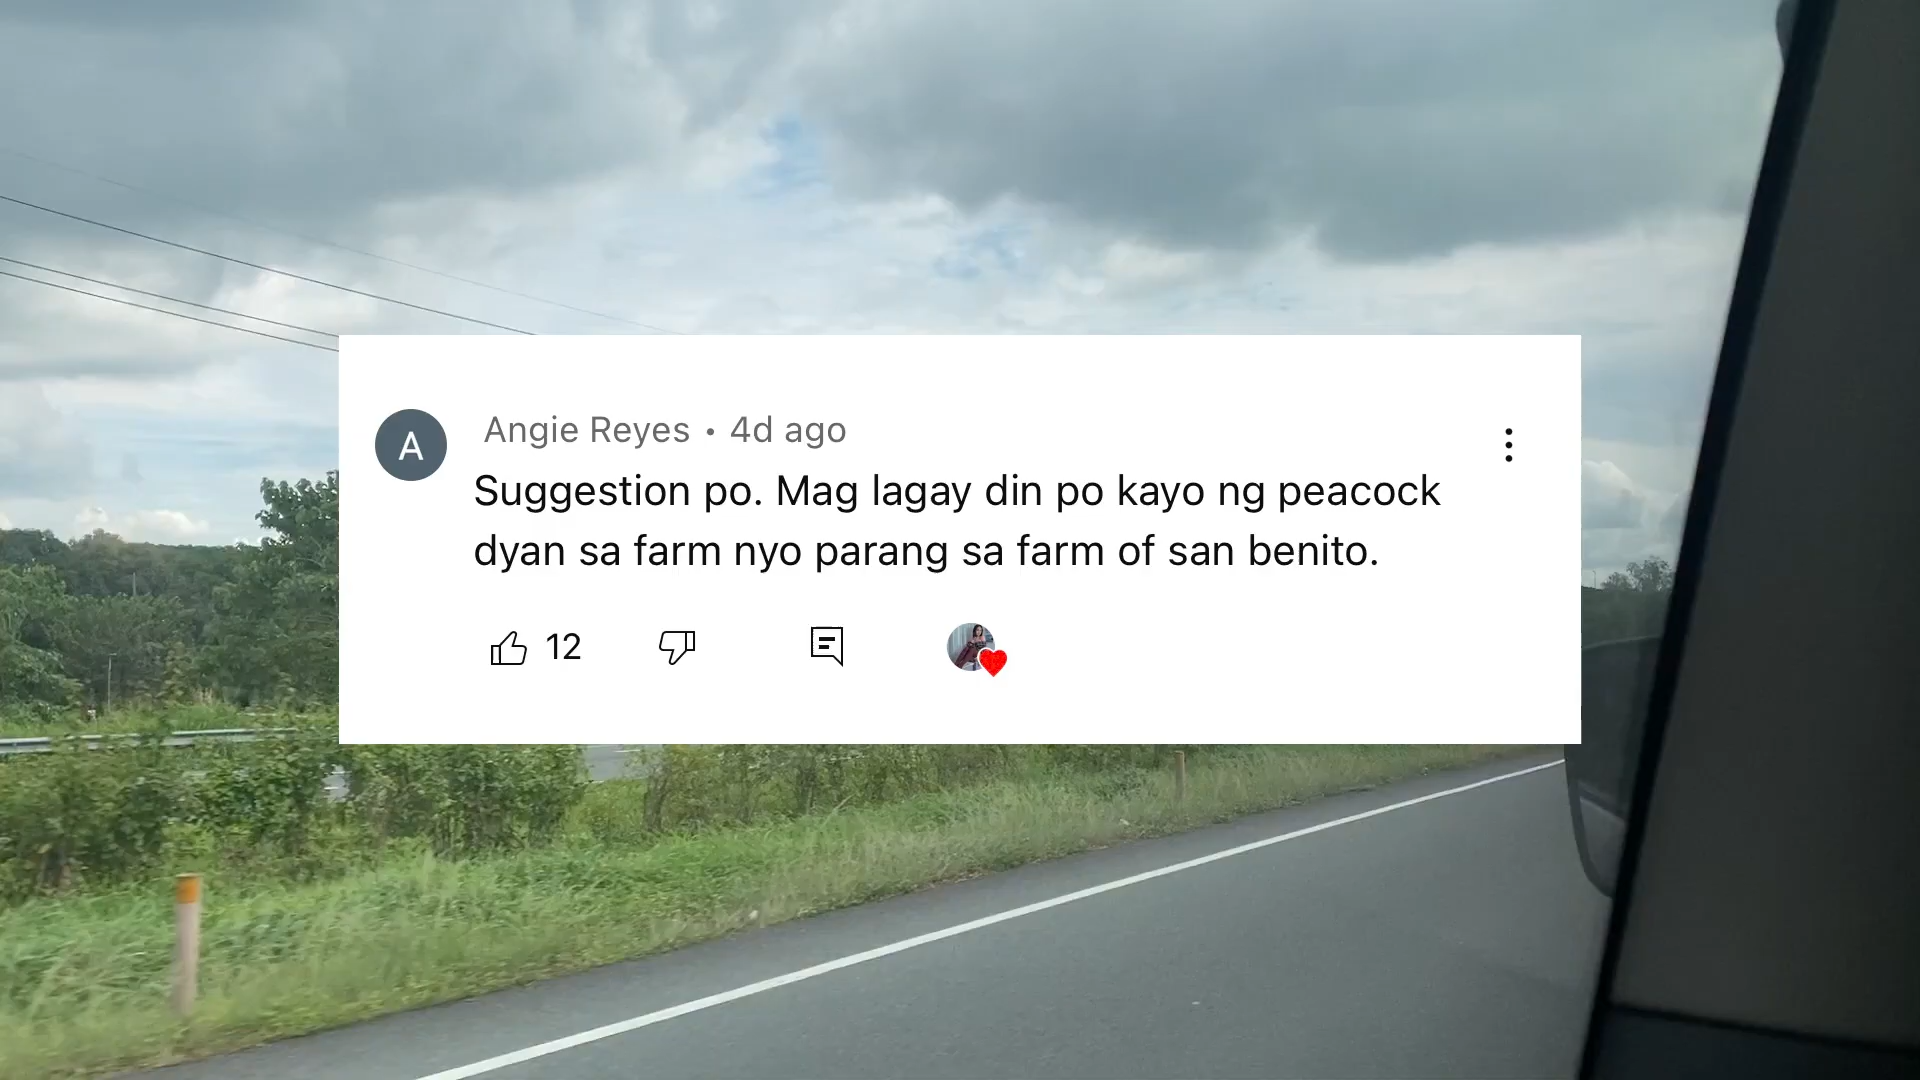 A
Angie Reyes • 4d ago
Suggestion po. Mag lagay din po kayo ng peacock
dyan sa farm nyo parang sa farm of san benito.
12